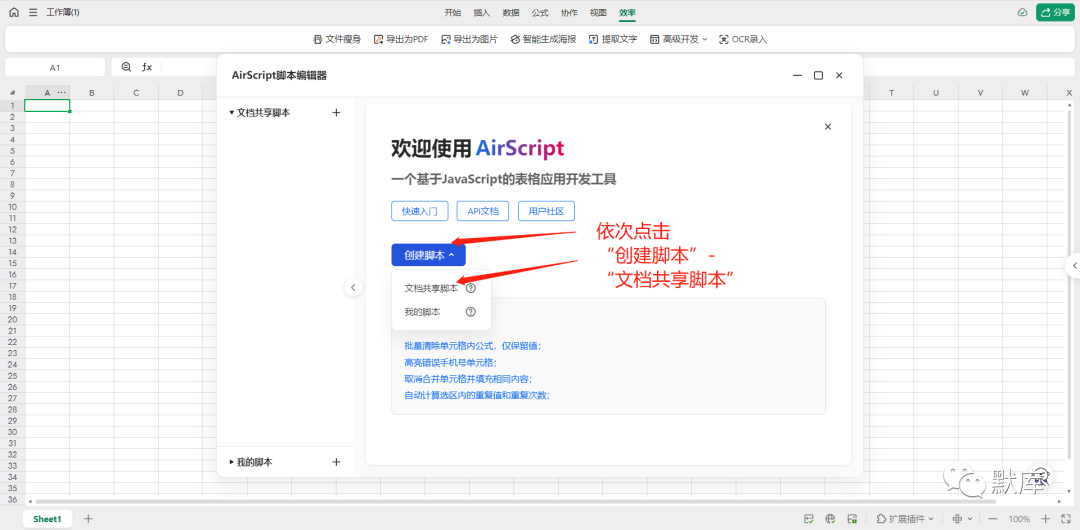 工作簿(1)
开始 插入 数据 公式 协作 视图 效率
分享
文件瘦身 导出为PDF 导出为图片 智能生成海报 提取文字 高级开发 OCR录入
A1
fx
A B C D T U V W X
1
2
3
4
5
6
7
8
9
10
11
12
13
14
15
16
17
18
19
20
21
22
23
24
25
26
27
28
29
30
31
32
33
34
35
36
AirScript脚本编辑器
文档共享脚本
欢迎使用 AirScript
一个基于JavaScript的表格应用开发工具
快速入门 API文档 用户社区
创建脚本
文档共享脚本
我的脚本
依次点击
“创建脚本” -
“文档共享脚本”
批量清除单元格内公式，仅保留值；
高亮错误手机号单元格；
取消合并单元格并填充相同内容；
自动计算选区内的重复值和重复次数；
我的脚本
默库
Sheet1
扩展插件
100%